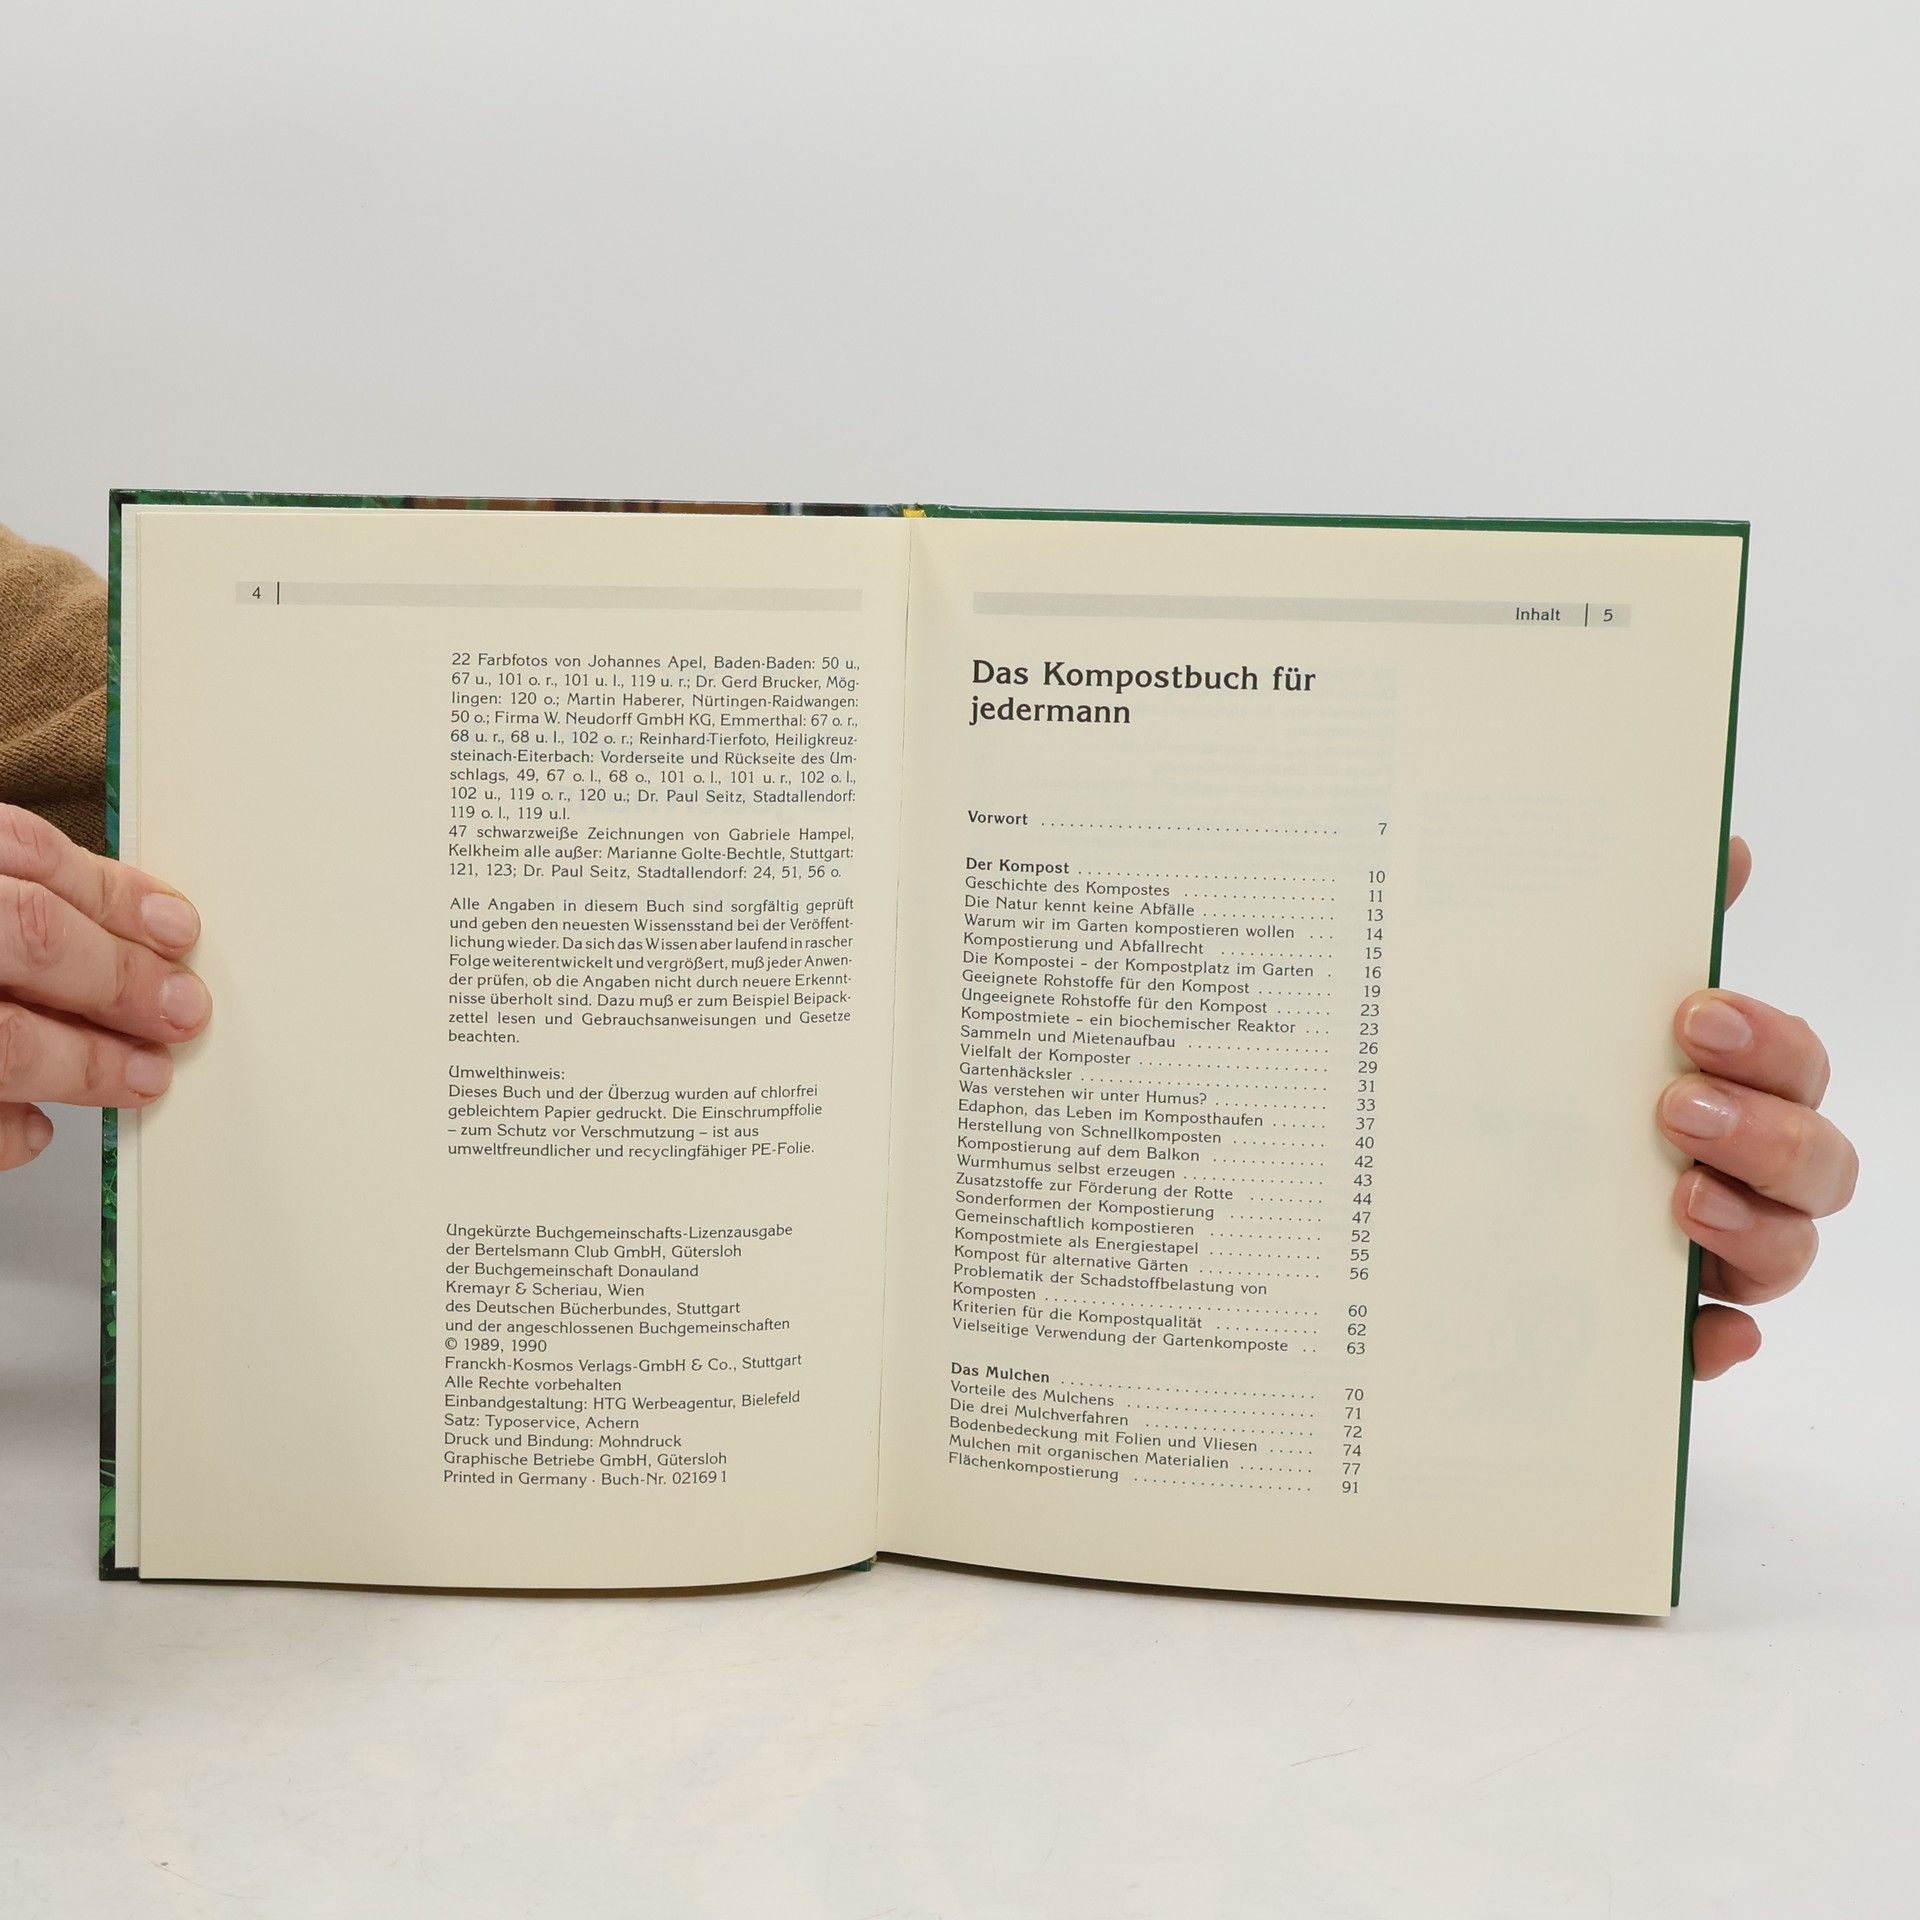 4
22 Farbfotos von Johannes Apel, Baden-Baden: 50 u.,
67 u., 101 o. r., 101 u. l., 119 u. r.; Dr. Gerd Brucker, Mög-
lingen: 120 o.; Martin Haberer, Nürtingen-Raidwangen:
50 o.; Firma W. Neudorff GmbH KG, Emmerthal: 67 o. r.,
68 u. r., 68 u. l., 102 o. r.; Reinhard-Tierfoto, Heiligkreuz-
steinach-Eiterbach: Vorderseite und Rückseite des Um-
schlags, 49, 67 o. l., 68 o., 101 o. l., 101 u. r., 102 o. l.,
102 u., 119 o. r., 120 u.; Dr. Paul Seitz, Stadtallendorf:
119 o. l., 119 u.l.
47 schwarzweiße Zeichnungen von Gabriele Hampel,
Kelkheim alle außer: Marianne Golte-Bechtle, Stuttgart:
121, 123; Dr. Paul Seitz, Stadtallendorf: 24, 51, 56 o.
Alle Angaben in diesem Buch sind sorgfältig geprüft
und geben den neuesten Wissensstand bei der Veröffent-
lichung wieder. Da sich das Wissen aber laufend in rascher
Folge weiterentwickelt und vergrößert, muß jeder Anwen-
der prüfen, ob die Angaben nicht durch neuere Erkennt-
nisse überholt sind. Dazu muß er zum Beispiel Beipack-
zettel lesen und Gebrauchsanweisungen und Gesetze
beachten.
Umwelthinweis:
Dieses Buch und der Überzug wurden auf chlorfrei
gebleichtem Papier gedruckt. Die Einschrumpffolie
– zum Schutz vor Verschmutzung – ist aus
umweltfreundlicher und recyclingfähiger PE-Folie.
Ungekürzte Buchgemeinschafts-Lizenzausgabe
der Bertelsmann Club GmbH, Gütersloh
der Buchgemeinschaft Donauland
Kremayr & Scheriau, Wien
des Deutschen Bücherbundes, Stuttgart
und der angeschlossenen Buchgemeinschaften
© 1989, 1990
Franckh-Kosmos Verlags-GmbH & Co., Stuttgart
Alle Rechte vorbehalten
Einbandgestaltung: HTG Werbeagentur, Bielefeld
Satz: Typoservice, Achern
Druck und Bindung: Mohndruck
Graphische Betriebe GmbH, Gütersloh
Printed in Germany · Buch-Nr. 02169 1
Inhalt | 5
Das Kompostbuch für
jedermann
Vorwort . . . . . . . . . . . . . . . . . . . . 7
Der Kompost . . . . . . . . . . . . . . . . . . . . 10
Geschichte des Kompostes . . . . . . . . . . . . . . 11
Die Natur kennt keine Abfälle . . . . . . . . . . . . 13
Warum wir im Garten kompostieren wollen . . . 14
Kompostierung und Abfallrecht . . . . . . . . . . 15
Die Kompostei – der Kompostplatz im Garten . 16
Geeignete Rohstoffe für den Kompost . . . . . . . . 19
Ungeeignete Rohstoffe für den Kompost . . . . . . 23
Kompostmiete – ein biochemischer Reaktor . . . 23
Sammeln und Mietenaufbau . . . . . . . . . . . . 26
Vielfalt der Komposter . . . . . . . . . . . . . . 29
Gartenhäcksler . . . . . . . . . . . . . . . . . . 31
Was verstehen wir unter Humus? . . . . . . . . . . 33
Edaphon, das Leben im Komposthaufen . . . . . . 37
Herstellung von Schnellkomposten . . . . . . . . . 40
Kompostierung auf dem Balkon . . . . . . . . . . 42
Wurmhumus selbst erzeugen . . . . . . . . . . . . 43
Zusatzstoffe zur Förderung der Rotte . . . . . . . . 44
Sonderformen der Kompostierung . . . . . . . . . 47
Gemeinschaftlich kompostieren . . . . . . . . . . 52
Kompostmiete als Energiestapel . . . . . . . . . . 55
Kompost für alternative Gärten . . . . . . . . . . 56
Problematik der Schadstoffbelastung von
Komposten . . . . . . . . . . . . . . . . . . . . 60
Kriterien für die Kompostqualität . . . . . . . . . . 62
Vielseitige Verwendung der Gartenkomposte . . 63
Das Mulchen . . . . . . . . . . . . . . . . . . . . 70
Vorteile des Mulchens . . . . . . . . . . . . . . 71
Die drei Mulchverfahren . . . . . . . . . . . . . 72
Bodenbedeckung mit Folien und Vliesen . . . . . 74
Mulchen mit organischen Materialien . . . . . . . . 77
Flächenkompostierung . . . . . . . . . . . . . . 91